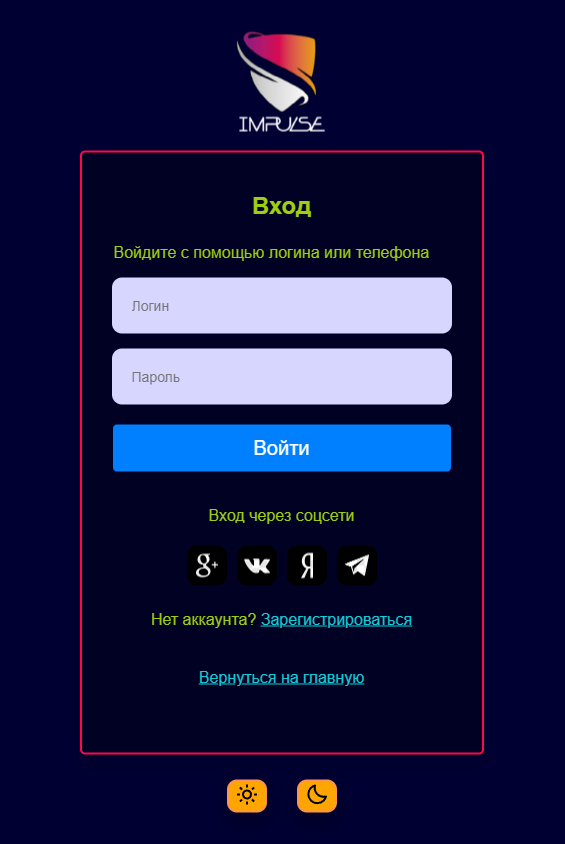 IMPULSE
Вход
Войдите с помощью логина или телефона
Логин
Пароль
Войти
Вход через соцсети
g+ VK Я
Нет аккаунта? Зарегистрироваться
Вернуться на главную